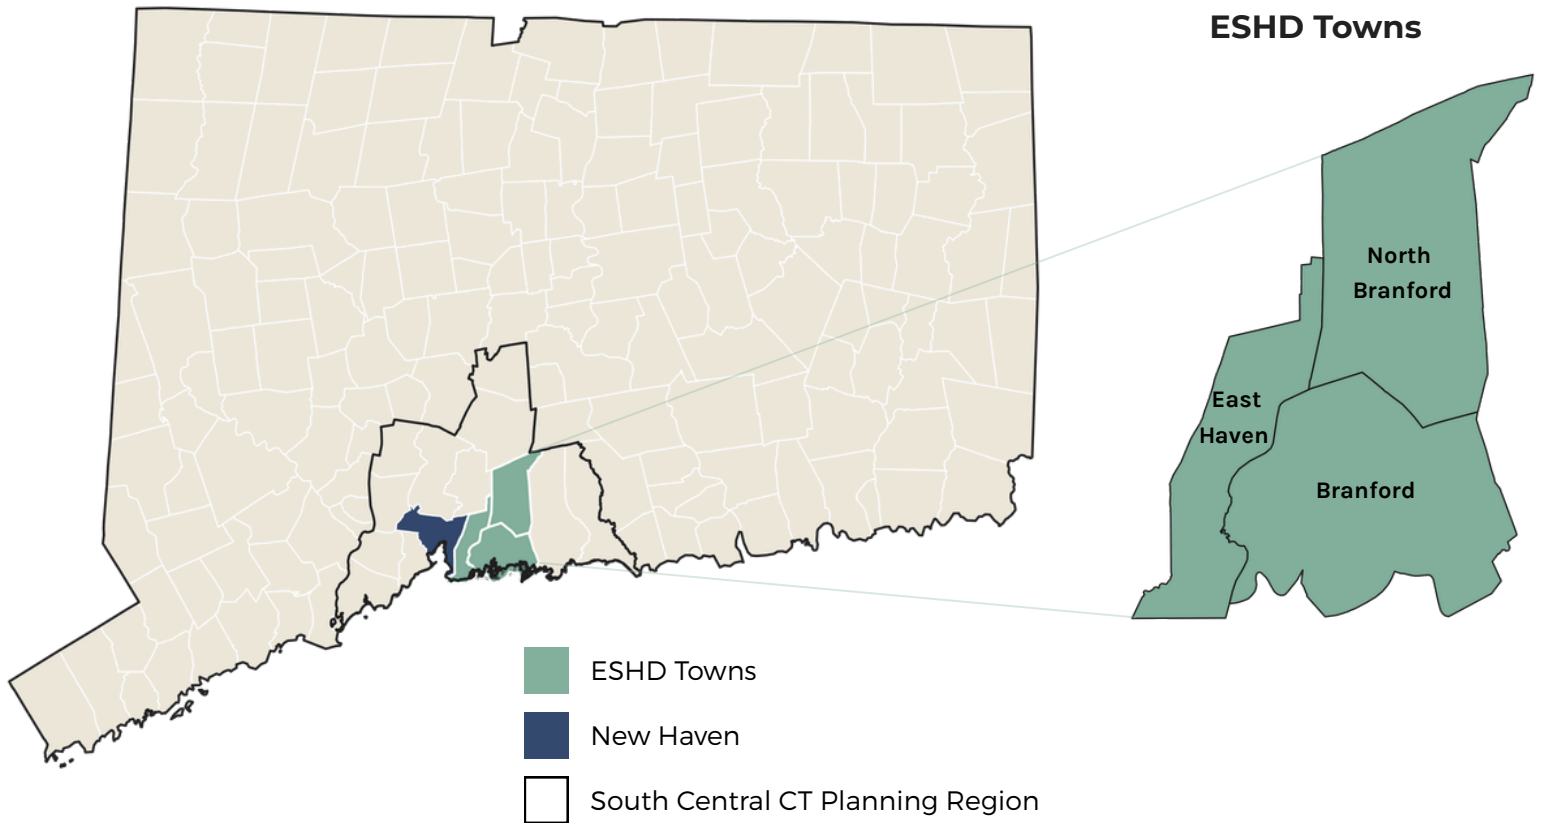 ESHD Towns
North
Branford
East
Haven
Branford
ESHD Towns
New Haven
South Central CT Planning Region